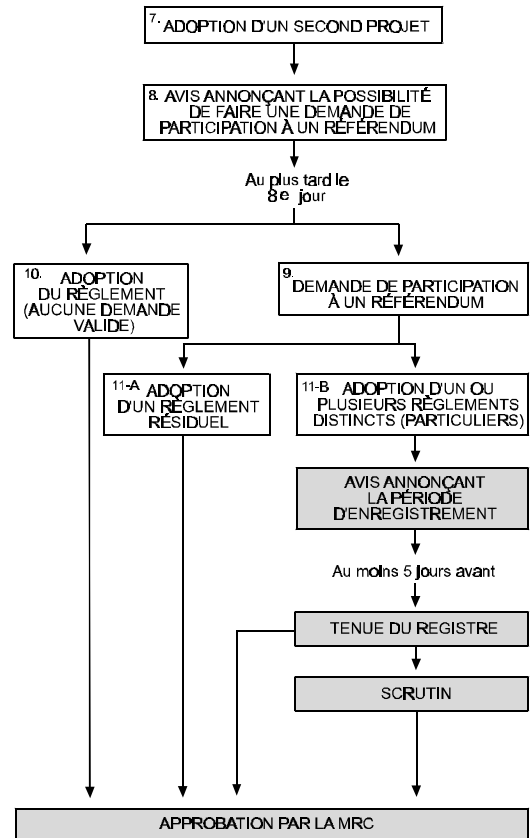 7. ADOPTION D'UN SECOND PROJET
8. AVIS ANNONÇANT LA POSSIBILITÉ
DE FAIRE UNE DEMANDE DE
PARTICIPATION À UN RÉFÉRENDUM
Au plus tard le
8e jour
10. ADOPTION
DU RÈGLEMENT
(AUCUNE DEMANDE
VALIDE)
9.
DEMANDE DE PARTICIPATION
À UN RÉFÉRENDUM
11-A ADOPTION
D'UN RÈGLEMENT
RÉSIDUEL
11-B ADOPTION D'UN OU
PLUSIEURS RÈGLEMENTS
DISTINCTS (PARTICULIERS)
AVIS ANNONÇANT
LA PÉRIODE
D'ENREGISTREMENT
Au moins 5 jours avant
TENUE DU REGISTRE
SCRUTIN
APPROBATION PAR LA MRC